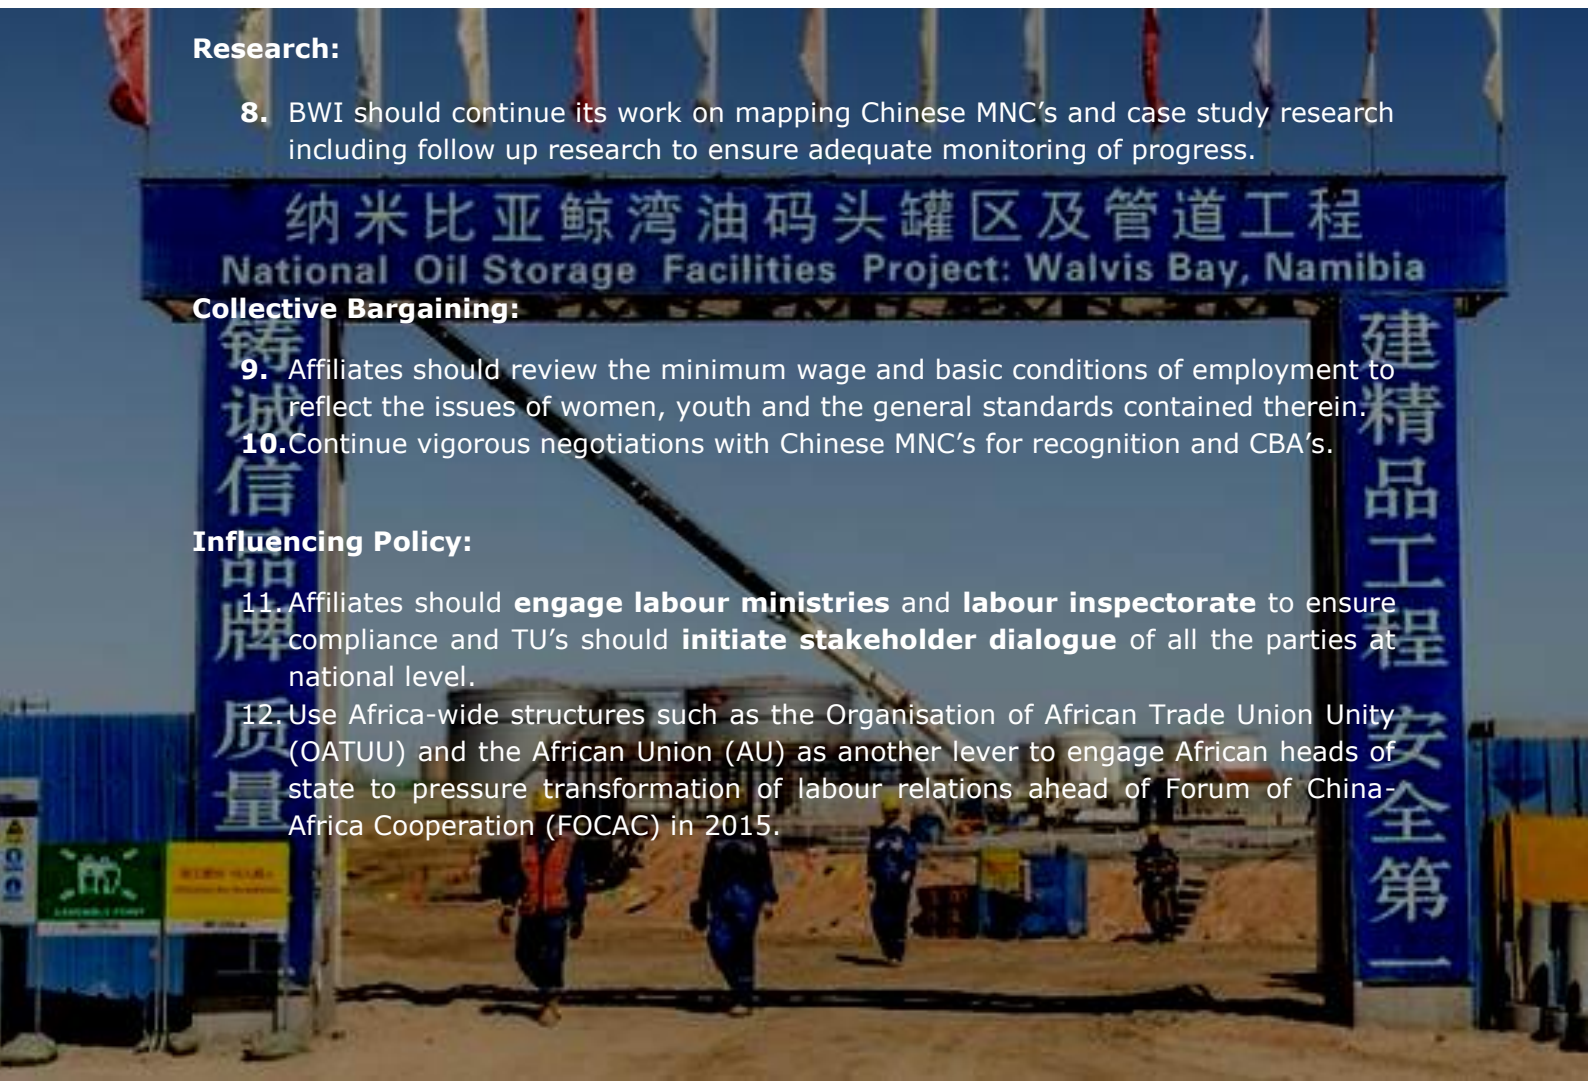 Research:
8. BWI should continue its work on mapping Chinese MNC’s and case study research
including follow up research to ensure adequate monitoring of progress.
纳米比亚鲸湾油码头罐区及管道工程
National Oil Storage Facilities Project: Walvis Bay, Namibia
Collective Bargaining:
9. Affiliates should review the minimum wage and basic conditions of employment to
reflect the issues of women, youth and the general standards contained therein.
10.Continue vigorous negotiations with Chinese MNC’s for recognition and CBA’s.
Influencing Policy:
11. Affiliates should engage labour ministries and labour inspectorate to ensure
compliance and TU’s should initiate stakeholder dialogue of all the parties at
national level.
12. Use Africa-wide structures such as the Organisation of African Trade Union Unity
(OATUU) and the African Union (AU) as another lever to engage African heads of
state to pressure transformation of labour relations ahead of Forum of China-
Africa Cooperation (FOCAC) in 2015.
铸诚信品牌 质量
建精品工程 安全第一
ASSEMBLY POINT